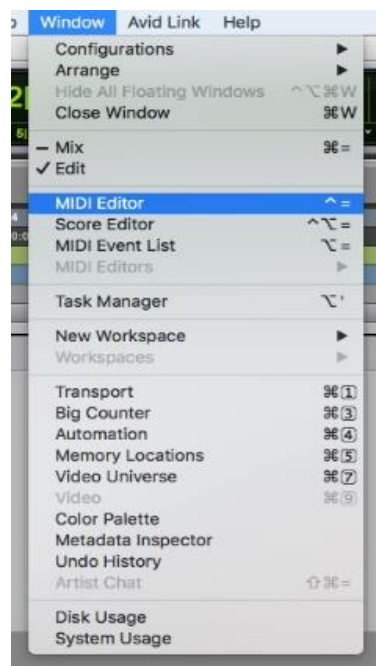 Window Avid Link Help
Configurations ▶
Arrange ▶
Hide All Floating Windows ⌃⌥⌘W
Close Window ⌘W
– Mix ⌘=
✓ Edit
MIDI Editor ⌃=
Score Editor ⌃⌥=
MIDI Event List ⌥=
MIDI Editors ▶
Task Manager ⌥'
New Workspace ▶
Workspaces ▶
Transport ⌘1
Big Counter ⌘3
Automation ⌘4
Memory Locations ⌘5
Video Universe ⌘7
Video ⌘9
Color Palette
Metadata Inspector
Undo History
Artist Chat ⇧⌘=
Disk Usage
System Usage